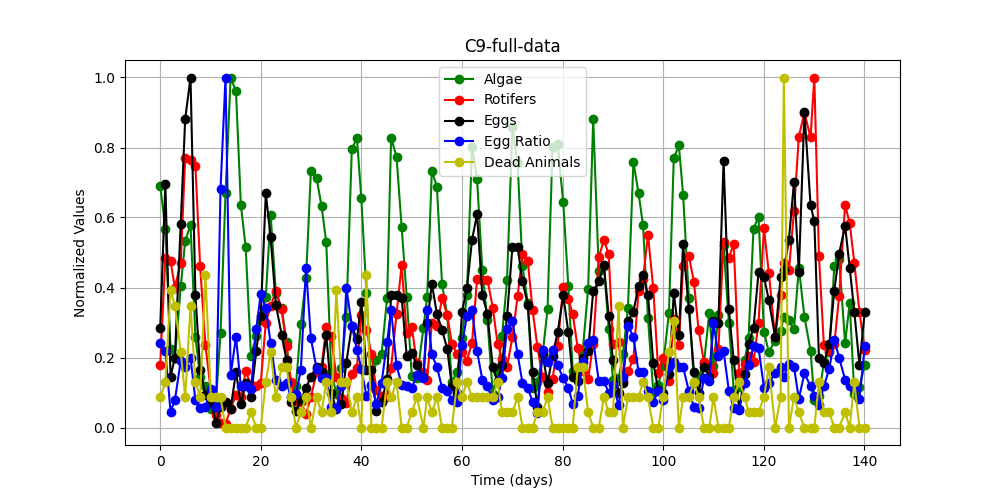 C9-full-data
Algae
Rotifers
Eggs
Egg Ratio
Dead Animals
Normalized Values
1.0
0.8
0.6
0.4
0.2
0.0
0 20 40 60 80 100 120 140
Time (days)